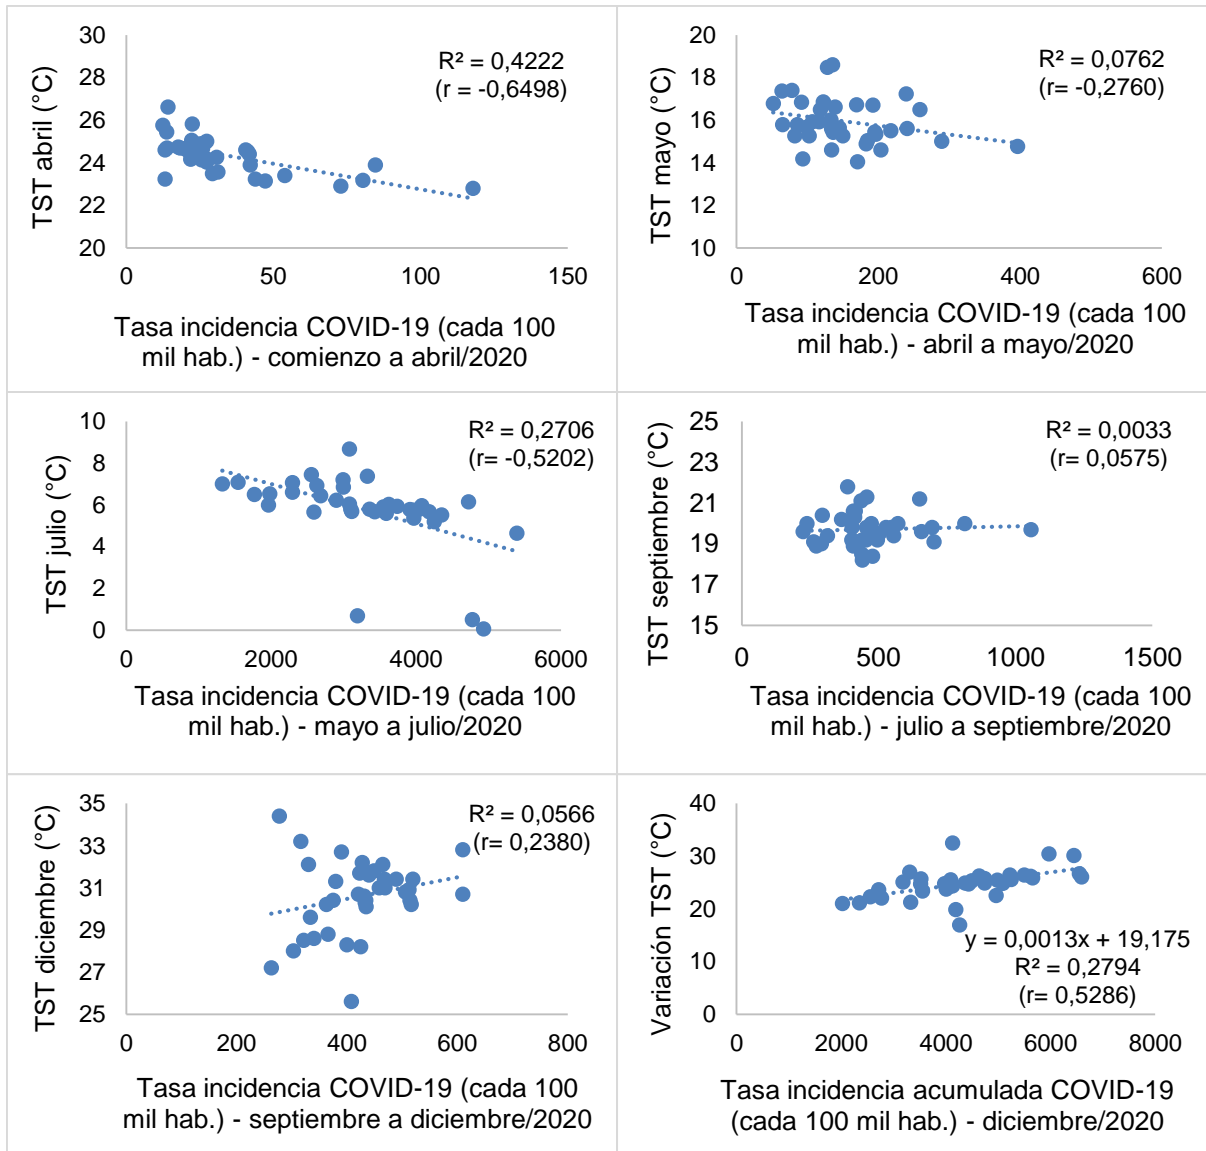 30
28
26
24
22
20
TST abril (°C)
R² = 0,4222
(r = -0,6498)
0 50 100 150
Tasa incidencia COVID-19 (cada 100
mil hab.) - comienzo a abril/2020
20
18
16
14
12
10
TST mayo (°C)
R² = 0,0762
(r= -0,2760)
0 200 400 600
Tasa incidencia COVID-19 (cada 100
mil hab.) - abril a mayo/2020
10
8
6
4
2
0
TST julio (°C)
R² = 0,2706
(r= -0,5202)
0 2000 4000 6000
Tasa incidencia COVID-19 (cada 100
mil hab.) - mayo a julio/2020
25
23
21
19
17
15
TST septiembre (°C)
R² = 0,0033
(r= 0,0575)
0 500 1000 1500
Tasa incidencia COVID-19 (cada 100
mil hab.) - julio a septiembre/2020
35
33
31
29
27
25
TST diciembre (°C)
R² = 0,0566
(r= 0,2380)
0 200 400 600 800
Tasa incidencia COVID-19 (cada 100
mil hab.) - septiembre a diciembre/2020
40
30
20
10
0
Variación TST (°C)
y = 0,0013x + 19,175
R² = 0,2794
(r= 0,5286)
0 2000 4000 6000 8000
Tasa incidencia acumulada COVID-19
(cada 100 mil hab.) - diciembre/2020